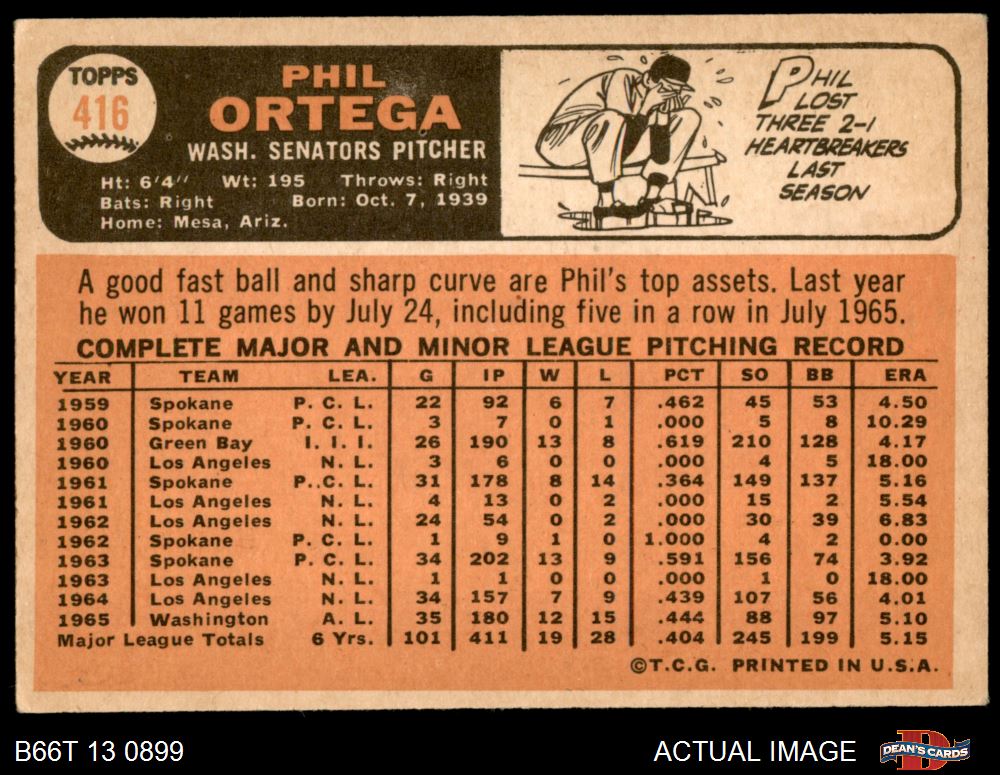 TOPPS
416
PHIL
ORTEGA
WASH. SENATORS PITCHER
Ht: 6'4" Wt: 195 Throws: Right
Bats: Right Born: Oct. 7, 1939
Home: Mesa, Ariz.
PHIL
LOST
THREE 2-1
HEARTBREAKERS
LAST
SEASON
A good fast ball and sharp curve are Phil's top assets. Last year
he won 11 games by July 24, including five in a row in July 1965.
COMPLETE MAJOR AND MINOR LEAGUE PITCHING RECORD
YEAR TEAM LEA. G IP W L PCT SO BB ERA
1959 Spokane P. C. L. 22 92 6 7 .462 45 53 4.50
1960 Spokane P. C. L. 3 7 0 1 .000 5 8 10.29
1960 Green Bay I. I. I. 26 190 13 8 .619 210 128 4.17
1960 Los Angeles N. L. 3 6 0 0 .000 4 5 18.00
1961 Spokane P. C. L. 31 178 8 14 .364 149 137 5.16
1961 Los Angeles N. L. 4 13 0 2 .000 15 2 5.54
1962 Los Angeles N. L. 24 54 0 2 .000 30 39 6.83
1962 Spokane P. C. L. 1 9 1 0 1.000 4 2 0.00
1963 Spokane P. C. L. 34 202 13 9 .591 156 74 3.92
1963 Los Angeles N. L. 1 1 0 0 .000 1 0 18.00
1964 Los Angeles N. L. 34 157 7 9 .439 107 56 4.01
1965 Washington A. L. 35 180 12 15 .444 88 97 5.10
Major League Totals 6 Yrs. 101 411 19 28 .404 245 199 5.15
©T.C.G. PRINTED IN U.S.A.
B66T 13 0899
ACTUAL IMAGE
DEAN'S CARDS